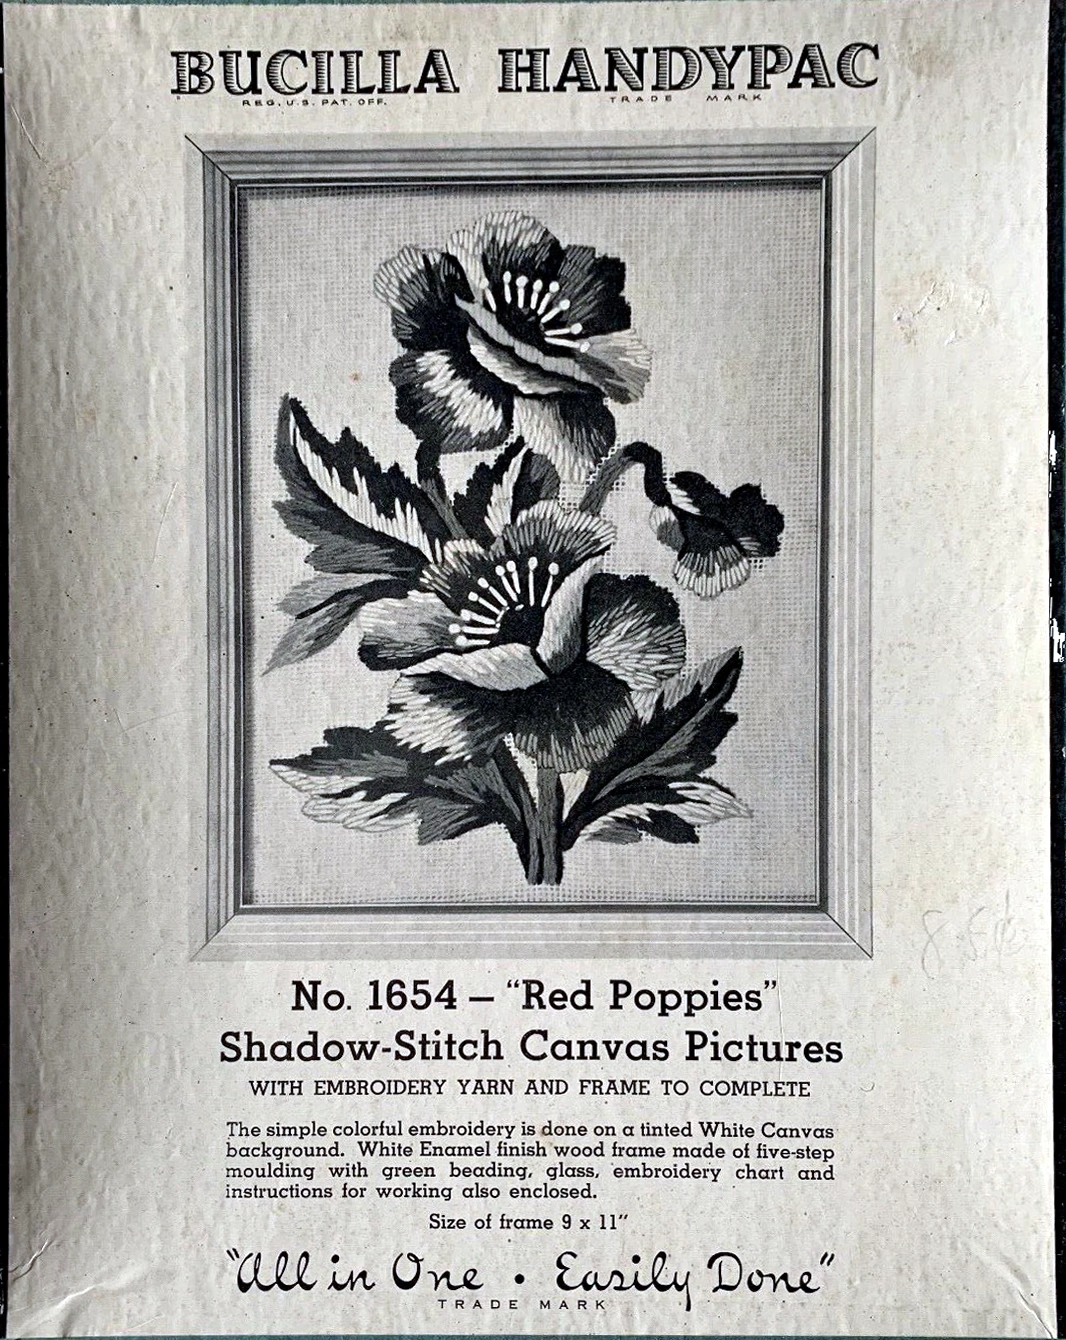 BUCILLA HANDYPAC
REG. U.S. PAT. OFF. TRADE MARK
No. 1654 – “Red Poppies”
Shadow-Stitch Canvas Pictures
WITH EMBROIDERY YARN AND FRAME TO COMPLETE
The simple colorful embroidery is done on a tinted White Canvas
background. White Enamel finish wood frame made of five-step
moulding with green beading, glass, embroidery chart and
instructions for working also enclosed.
Size of frame 9 x 11″
“All in One • Easily Done”
TRADE MARK